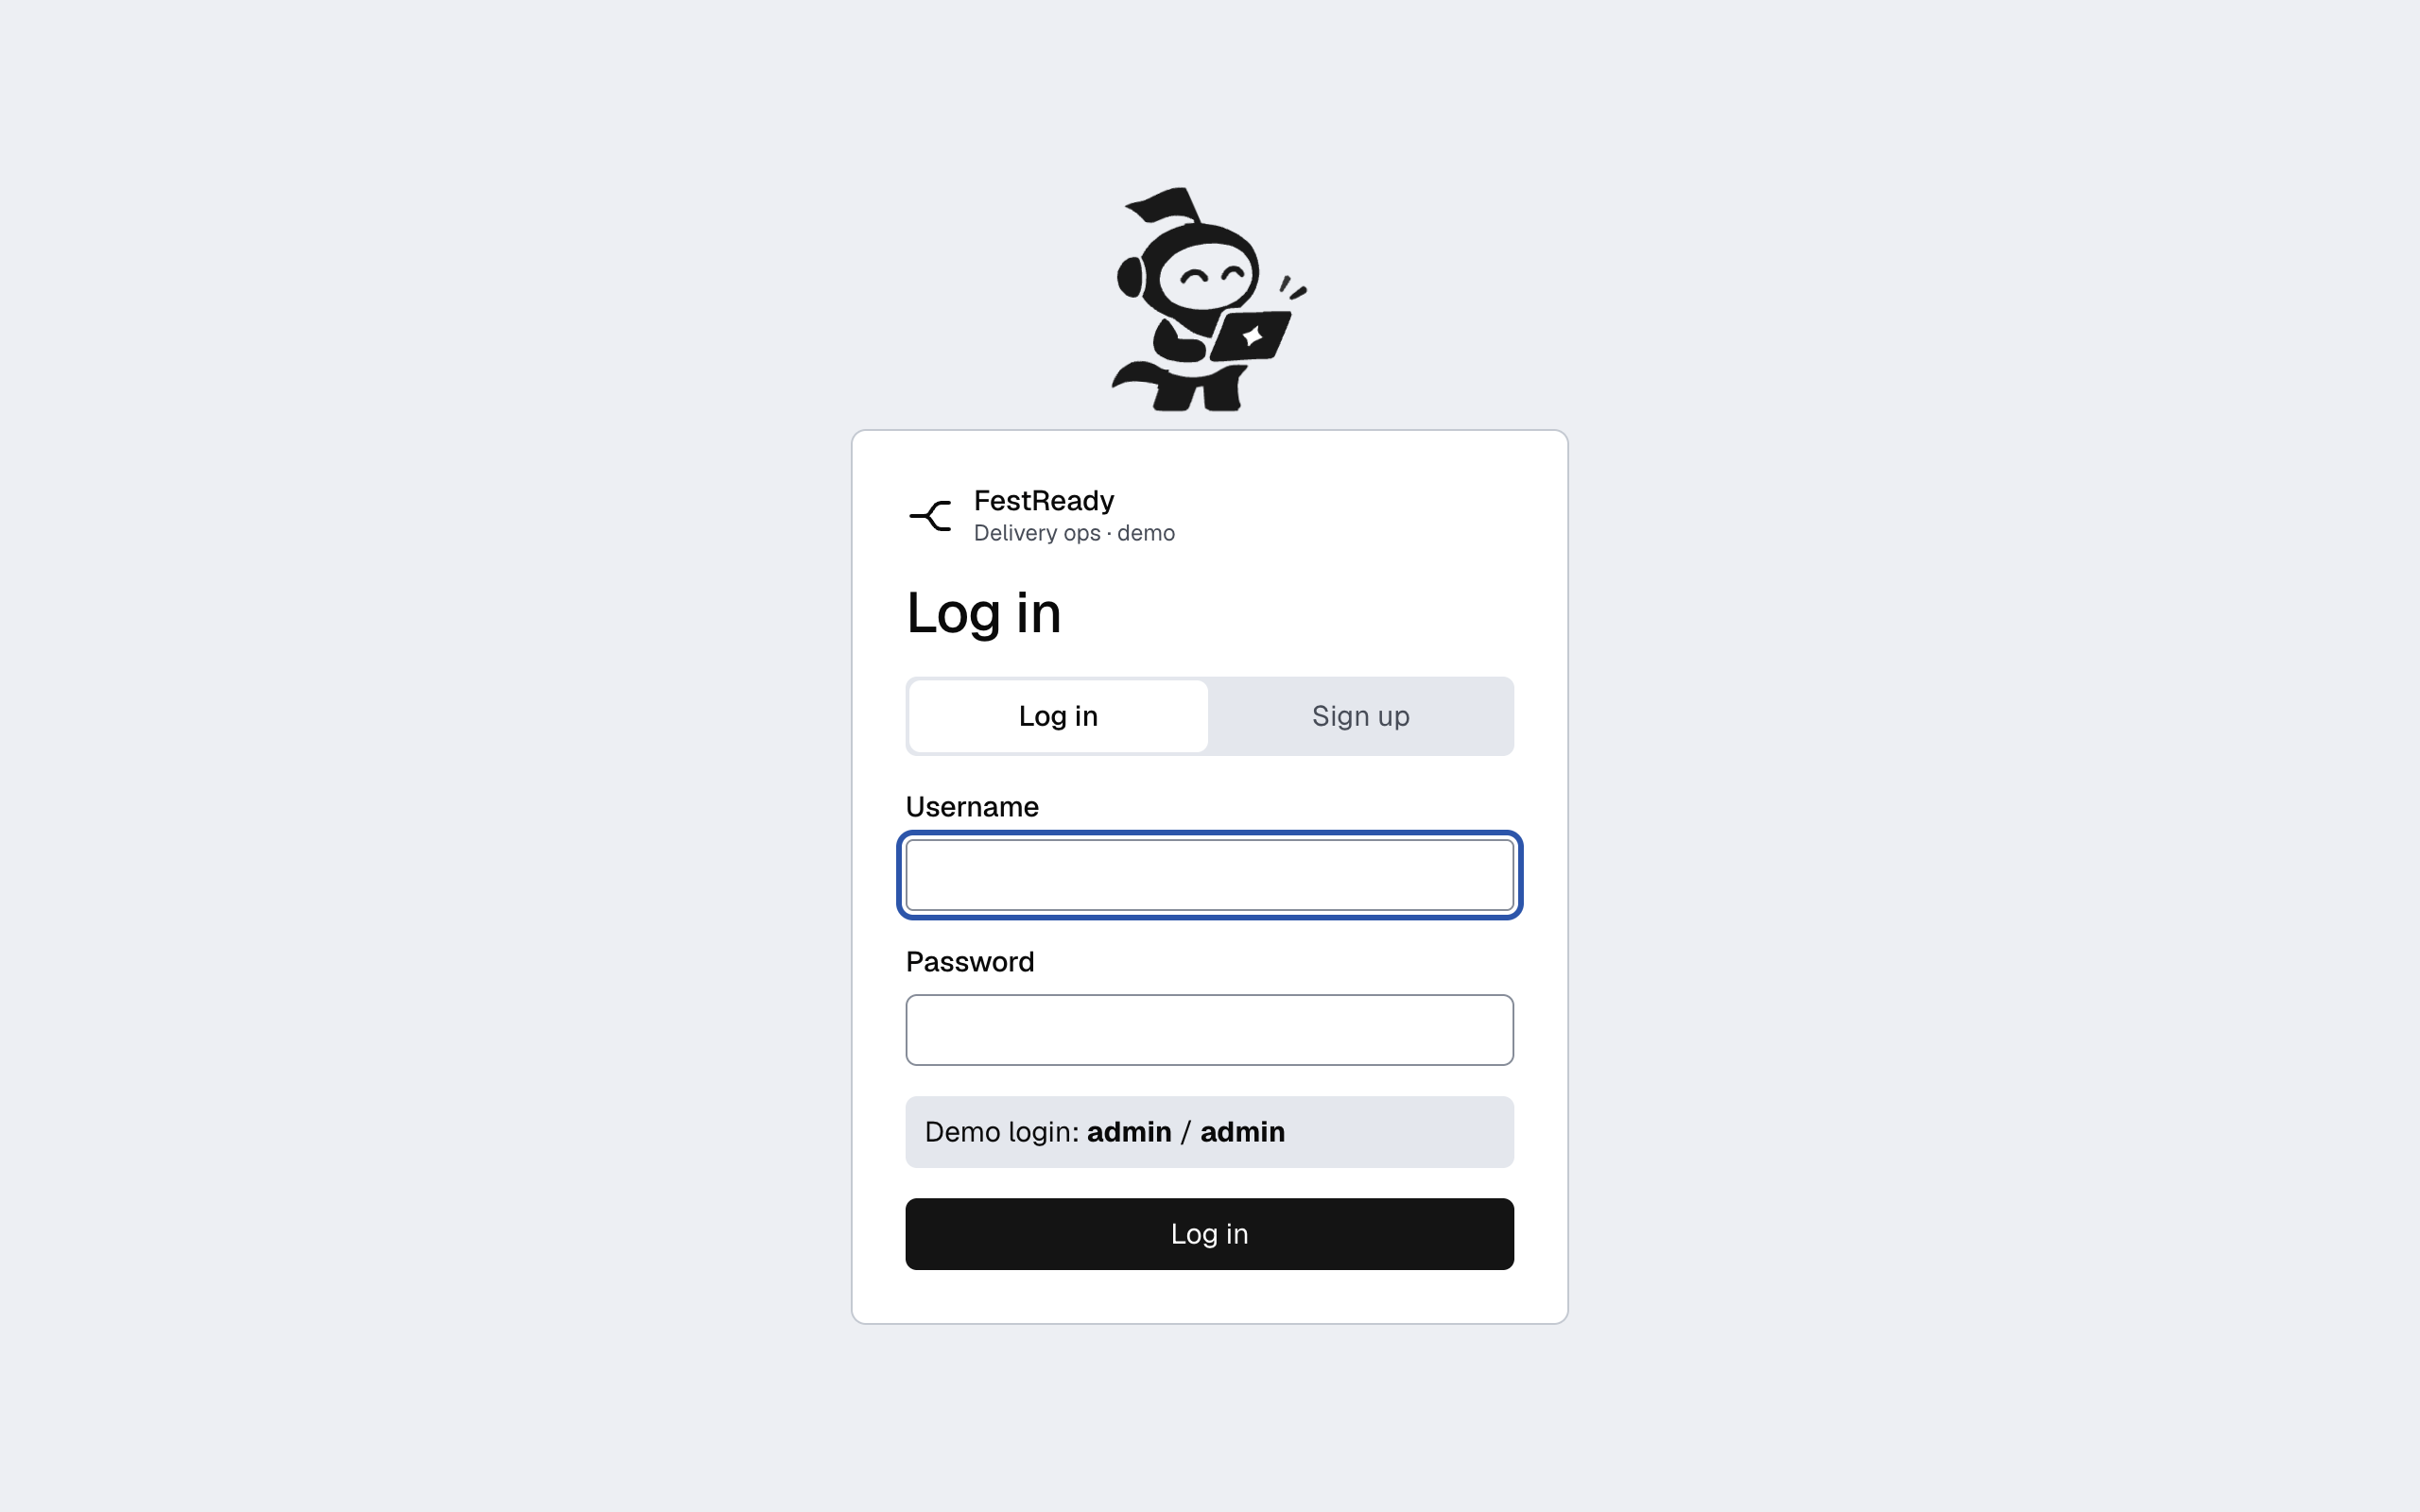 FestReady
Delivery ops · demo
Log in
Log in
Sign up
Username
Password
Demo login: admin / admin
Log in